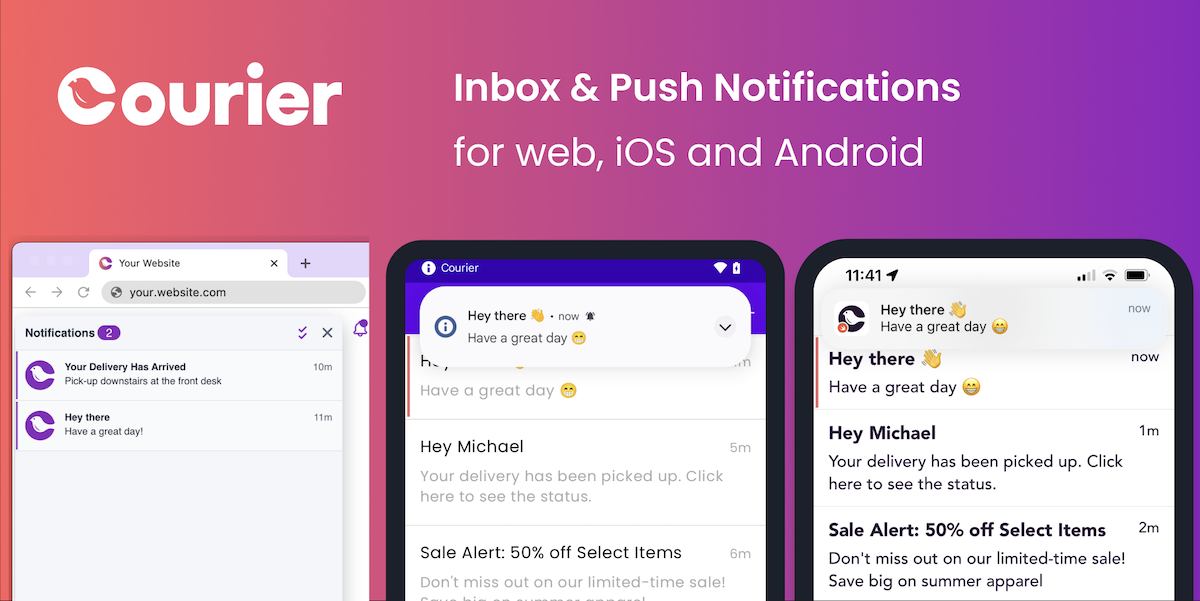 Courier
Inbox & Push Notifications
for web, iOS and Android
Your Website
your.website.com
Notifications 2
Your Delivery Has Arrived 10m
Pick-up downstairs at the front desk
Hey there 11m
Have a great day!
Courier
Hey there 👋 • now
Have a great day 😁
Have a great day 😁
Hey Michael 5m
Your delivery has been picked up. Click
here to see the status.
Sale Alert: 50% off Select Items 6m
Don't miss out on our limited-time sale!
Save big on summer apparel
11:41
Hey there 👋 now
Have a great day 😁
Hey there 👋 now
Have a great day 😁
Hey Michael 1m
Your delivery has been picked up. Click
here to see the status.
Sale Alert: 50% off Select Items 2m
Don't miss out on our limited-time sale!
Save big on summer apparel